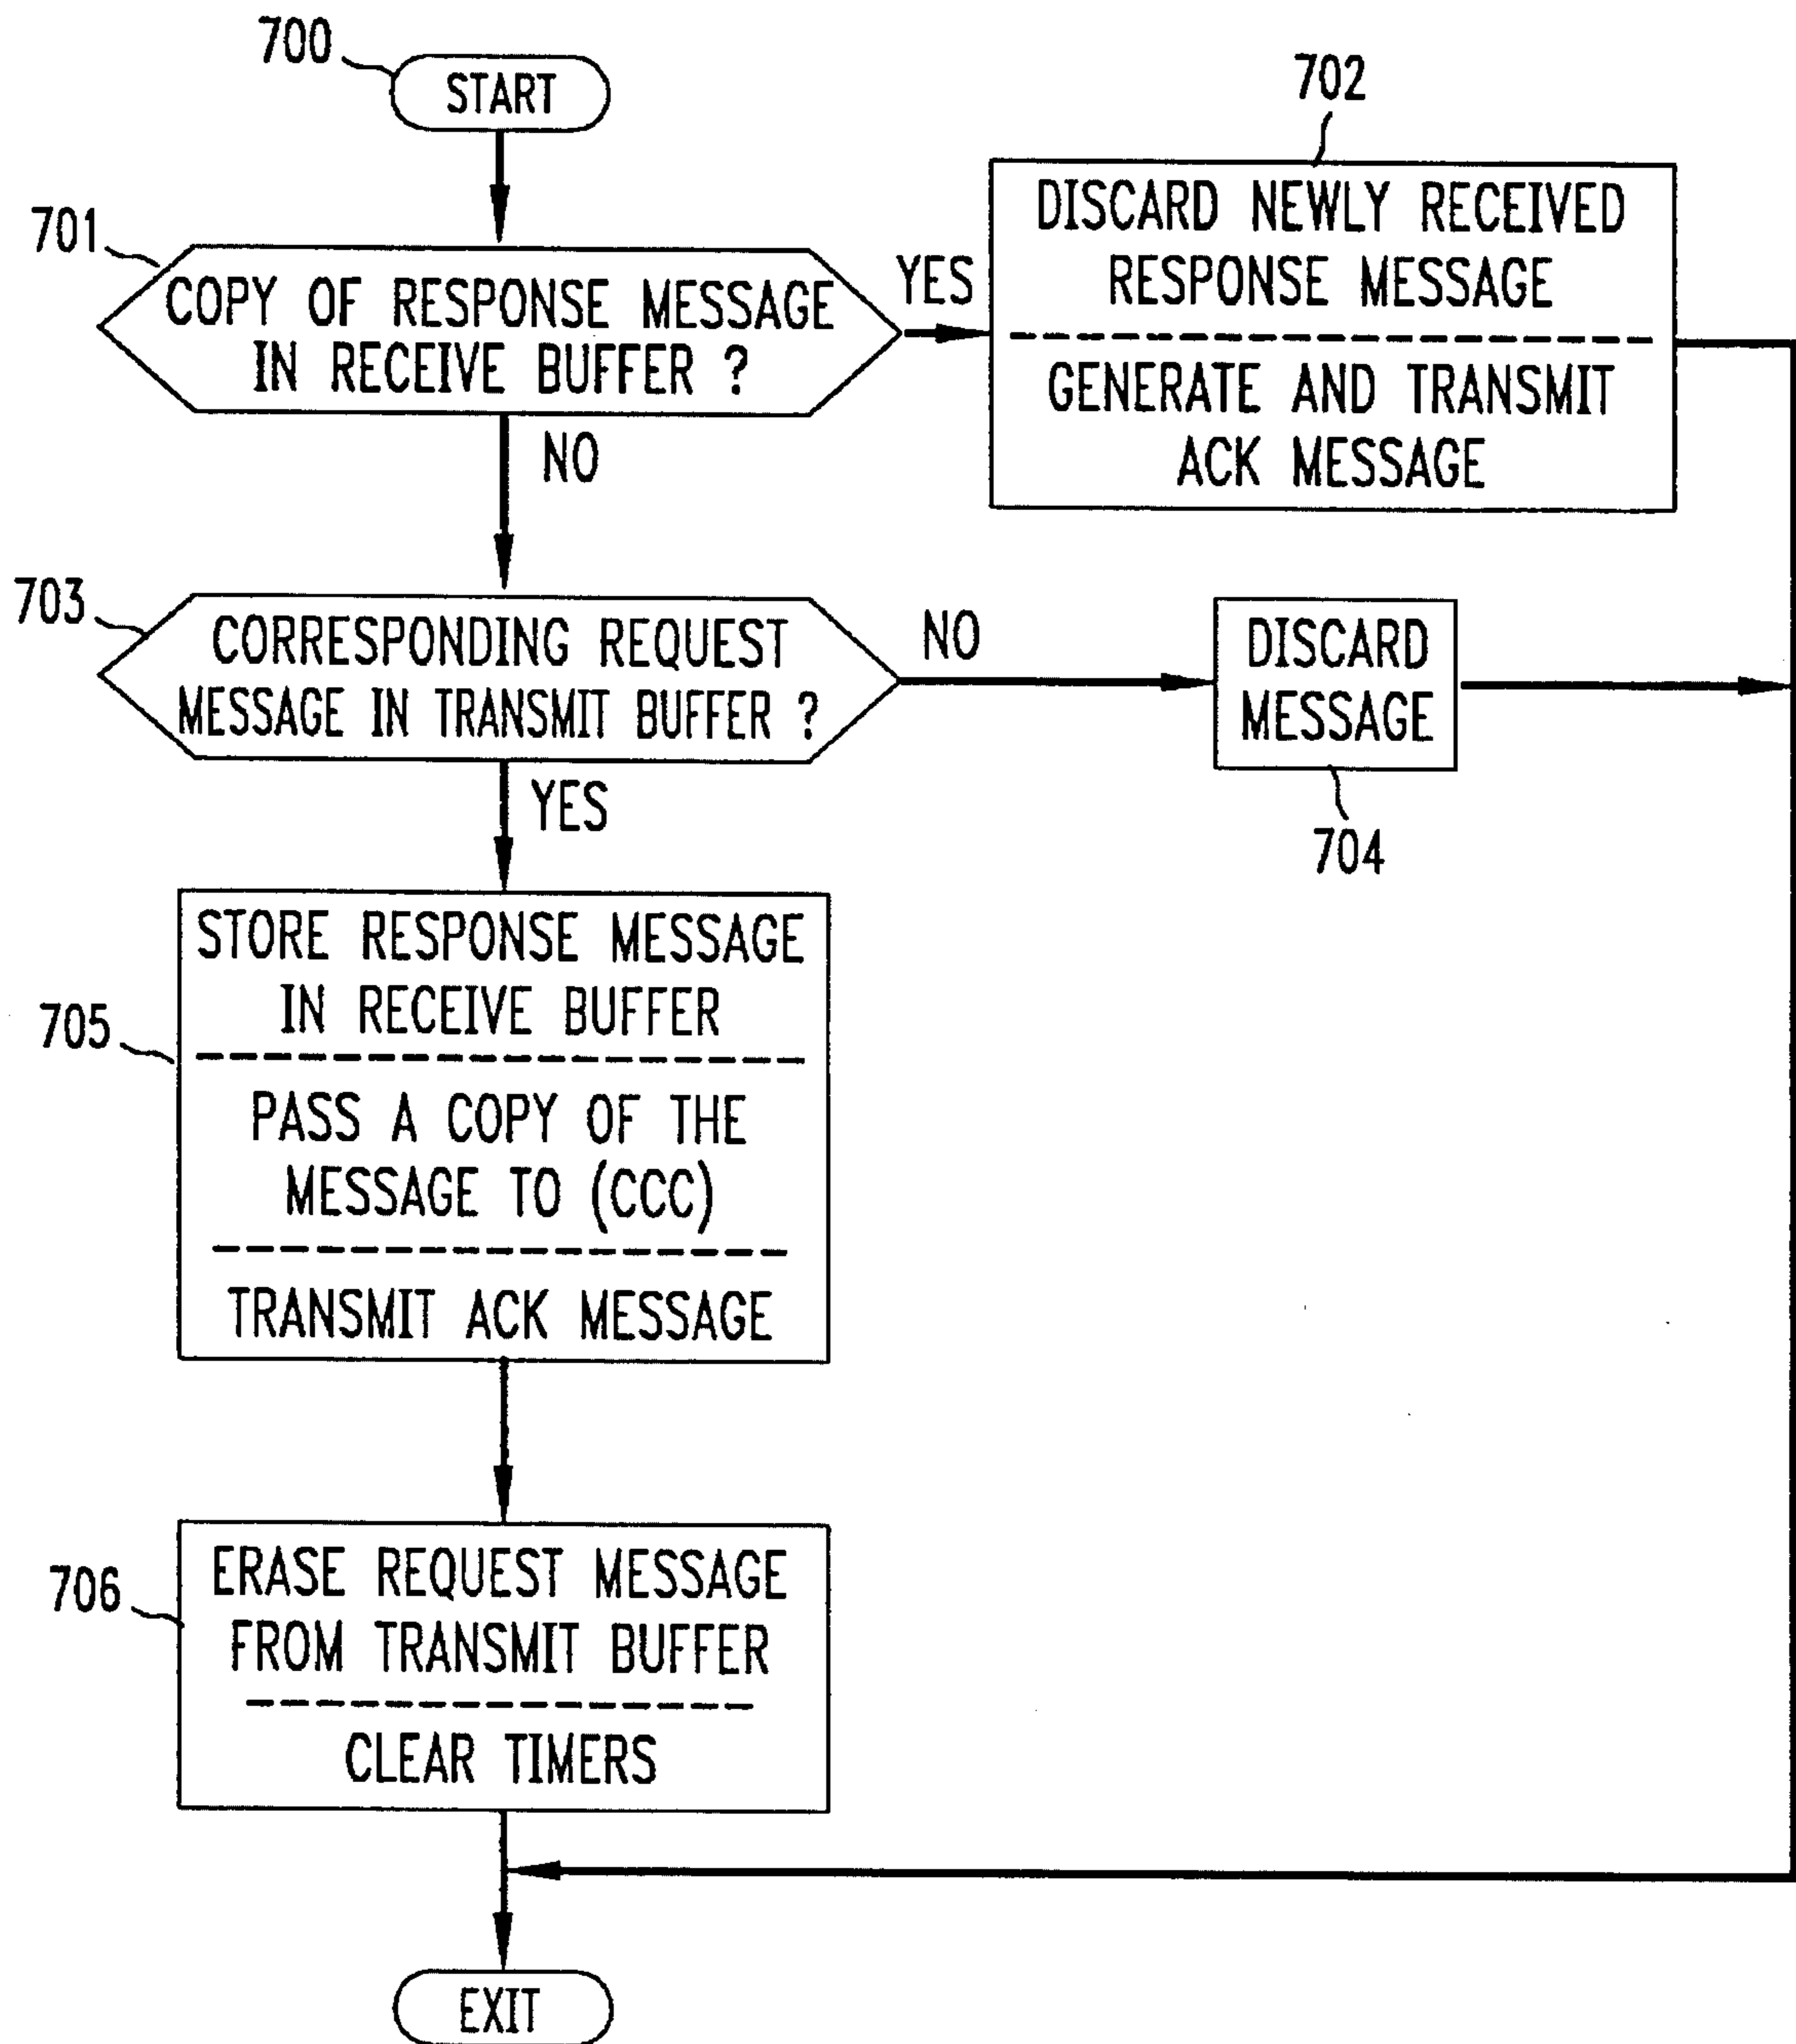 700
START
701
COPY OF RESPONSE MESSAGE
IN RECEIVE BUFFER ?
YES
702
DISCARD NEWLY RECEIVED
RESPONSE MESSAGE
GENERATE AND TRANSMIT
ACK MESSAGE
NO
703
CORRESPONDING REQUEST
MESSAGE IN TRANSMIT BUFFER ?
NO
DISCARD
MESSAGE
704
YES
705
STORE RESPONSE MESSAGE
IN RECEIVE BUFFER
PASS A COPY OF THE
MESSAGE TO (CCC)
TRANSMIT ACK MESSAGE
706
ERASE REQUEST MESSAGE
FROM TRANSMIT BUFFER
CLEAR TIMERS
EXIT